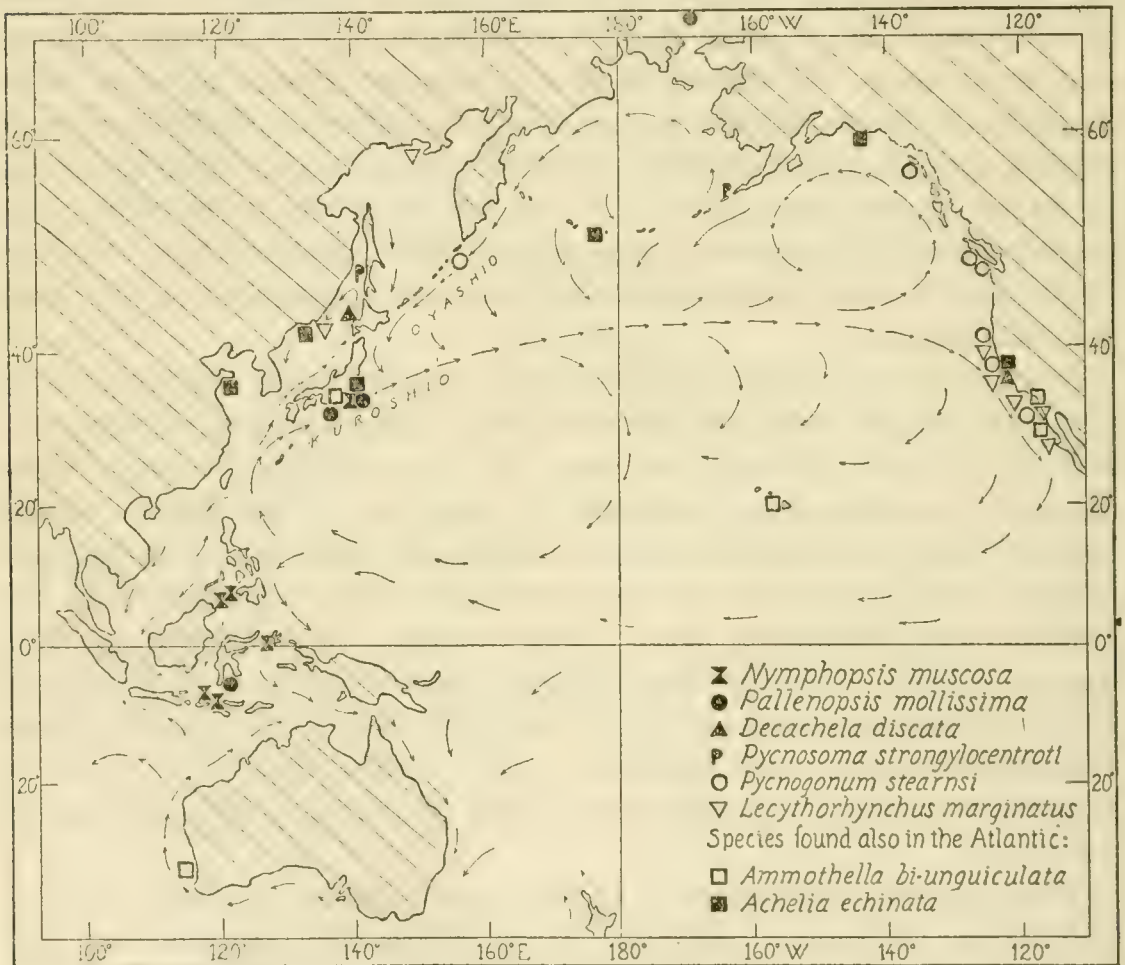 100° 120° 140° 160°E 180° 160°W 140° 120°
60° 60°
40° 40°
20° 20°
0° 0°
20° 20°
OYASHIO
KUROSHIO
Nymphopsis muscosa
Pallenopsis mollissima
Decachela discata
Pycnosoma strongylocentroti
Pycnogonum stearnsi
Lecythorhynchus marginatus
Species found also in the Atlantic:
Ammothella bi-unguiculata
Achelia echinata
100° 120° 140° 160°E 180° 160°W 140° 120°